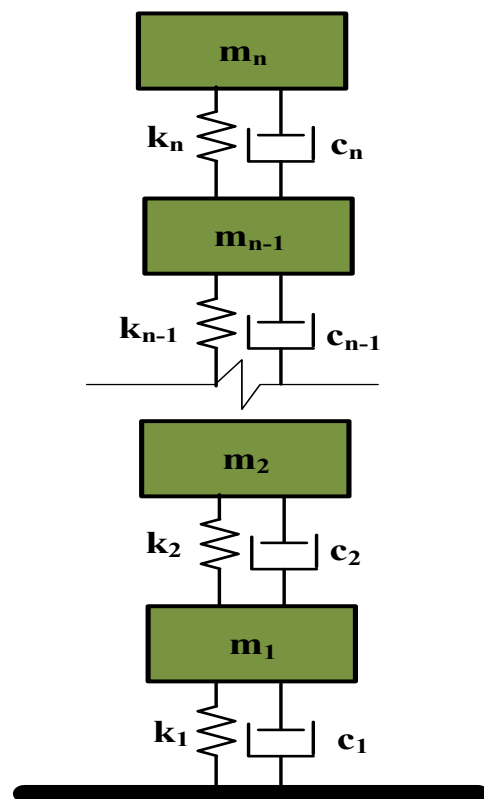 mₙ
kₙ cₙ
mₙ₋₁
kₙ₋₁ cₙ₋₁
m₂
k₂ c₂
m₁
k₁ c₁